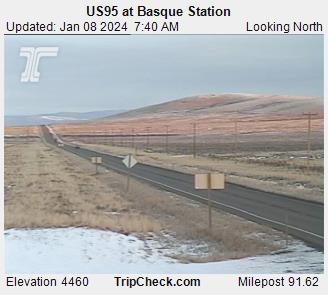 US95 at Basque Station
Updated: Jan 08 2024 7:40 AM Looking North
Elevation 4460 TripCheck.com Milepost 91.62